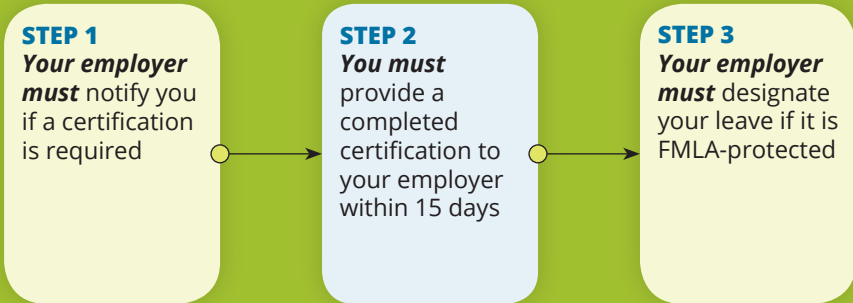 STEP 1
Your employer
must notify you
if a certification
is required
STEP 2
You must
provide a
completed
certification to
your employer
within 15 days
STEP 3
Your employer
must designate
your leave if it is
FMLA-protected